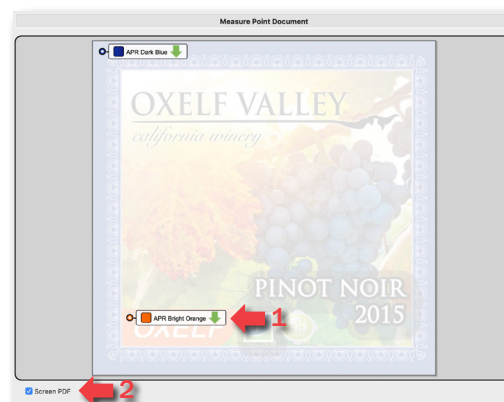 Measure Point Document
APR Dark Blue
OXELF VALLEY
california winery
PINOT NOIR
2015
APR Bright Orange
1
OXELF
Screen PDF
2